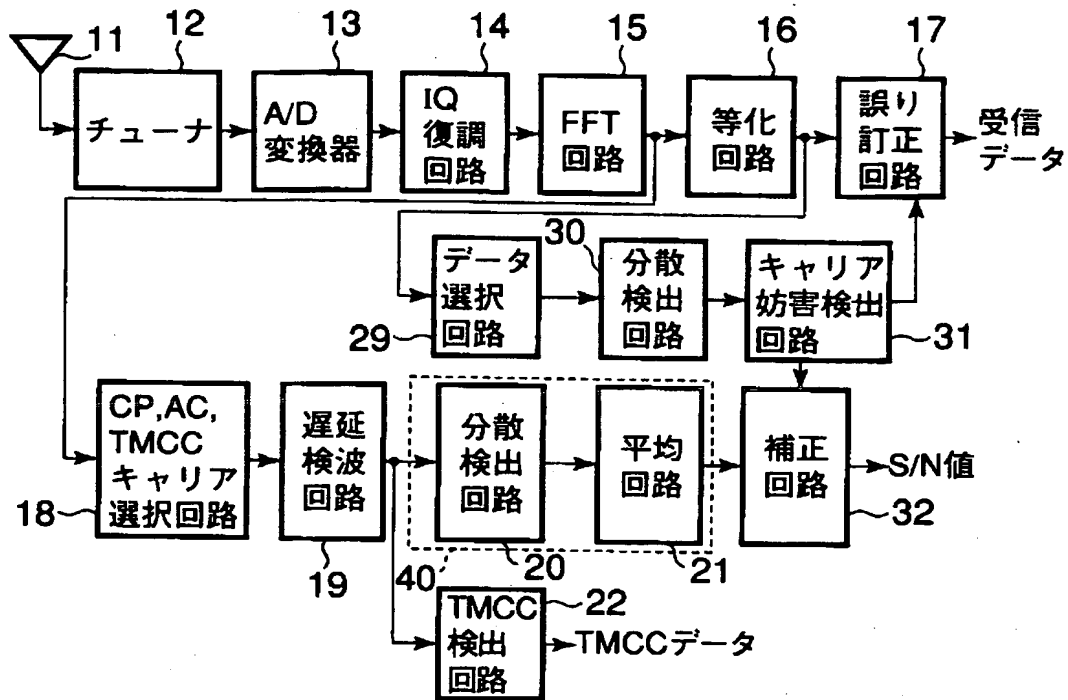 11
12
13
14
15
16
17
チューナ
A/D
変換器
IQ
復調
回路
FFT
回路
等化
回路
誤り
訂正
回路
受信
データ
データ
選択
回路
29
30
分散
検出
回路
キャリア
妨害検出
回路
31
CP,AC,
TMCC
キャリア
選択回路
18
遅延
検波
回路
19
分散
検出
回路
20
平均
回路
21
40
補正
回路
32
S/N値
TMCC
検出
回路
22
TMCCデータ